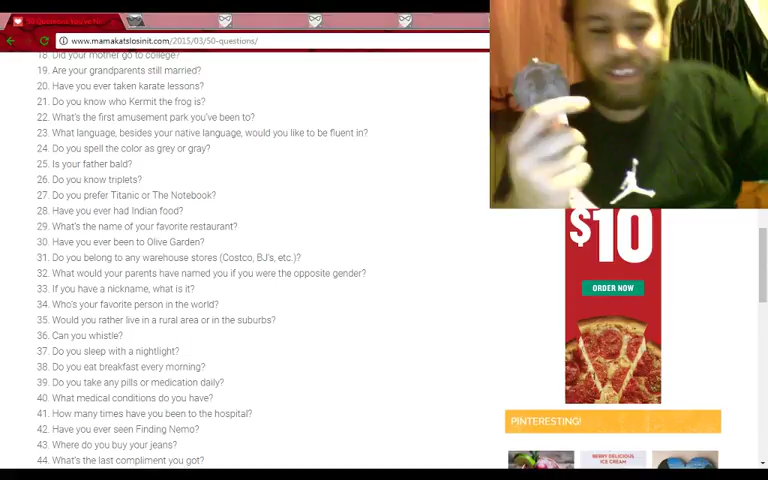 50 Questions You've N
www.mamakatslosinit.com/2015/03/50-questions/
18. Did your mother go to college?
19. Are your grandparents still married?
20. Have you ever taken karate lessons?
21. Do you know who Kermit the frog is?
22. What's the first amusement park you've been to?
23. What language, besides your native language, would you like to be fluent in?
24. Do you spell the color as grey or gray?
25. Is your father bald?
26. Do you know triplets?
27. Do you prefer Titanic or The Notebook?
28. Have you ever had Indian food?
29. What's the name of your favorite restaurant?
30. Have you ever been to Olive Garden?
31. Do you belong to any warehouse stores (Costco, BJ's, etc.)?
32. What would your parents have named you if you were the opposite gender?
33. If you have a nickname, what is it?
34. Who's your favorite person in the world?
35. Would you rather live in a rural area or in the suburbs?
36. Can you whistle?
37. Do you sleep with a nightlight?
38. Do you eat breakfast every morning?
39. Do you take any pills or medication daily?
40. What medical conditions do you have?
41. How many times have you been to the hospital?
42. Have you ever seen Finding Nemo?
43. Where do you buy your jeans?
44. What's the last compliment you got?
$10
ORDER NOW
PINTERESTING!
BERRY DELICIOUS
ICE CREAM